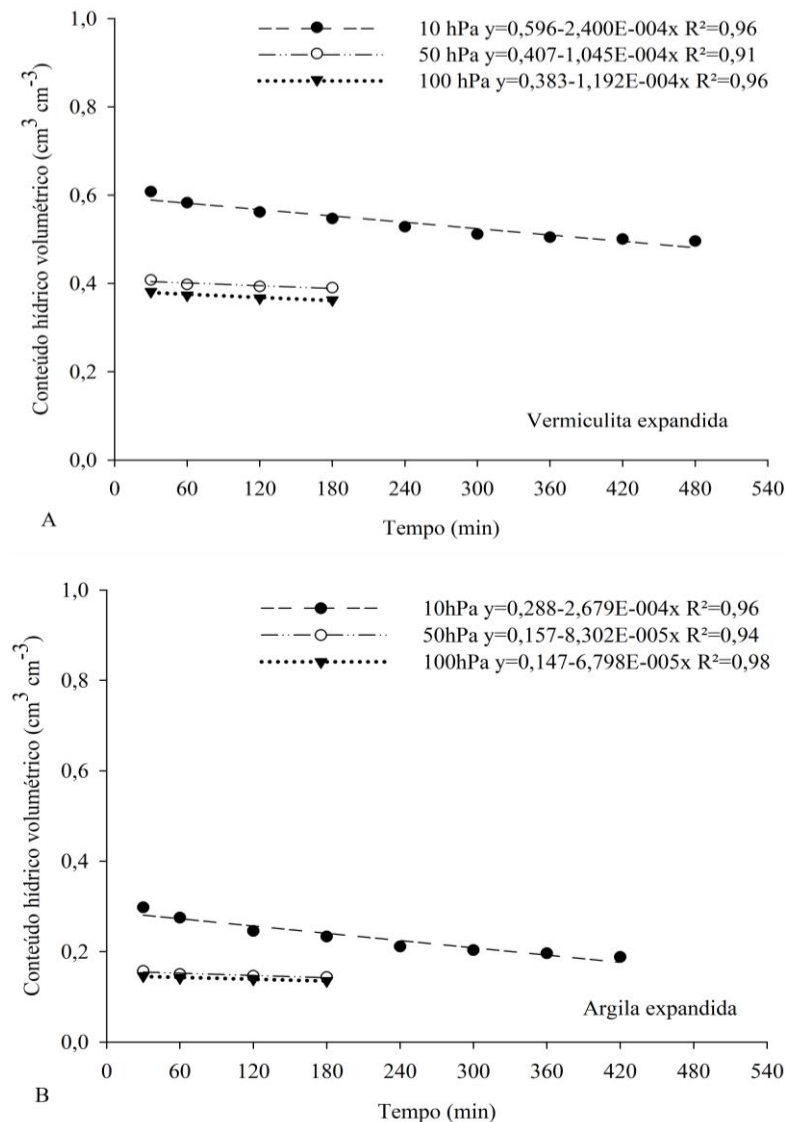 10 hPa y=0,596-2,400E-004x R²=0,96
50 hPa y=0,407-1,045E-004x R²=0,91
100 hPa y=0,383-1,192E-004x R²=0,96
Conteúdo hídrico volumétrico (cm³ cm⁻³)
1,0
0,8
0,6
0,4
0,2
0,0
Vermiculita expandida
0 60 120 180 240 300 360 420 480 540
A
Tempo (min)
10hPa y=0,288-2,679E-004x R²=0,96
50hPa y=0,157-8,302E-005x R²=0,94
100hPa y=0,147-6,798E-005x R²=0,98
Conteúdo hídrico volumétrico (cm³ cm⁻³)
1,0
0,8
0,6
0,4
0,2
0,0
Argila expandida
0 60 120 180 240 300 360 420 480 540
B
Tempo (min)